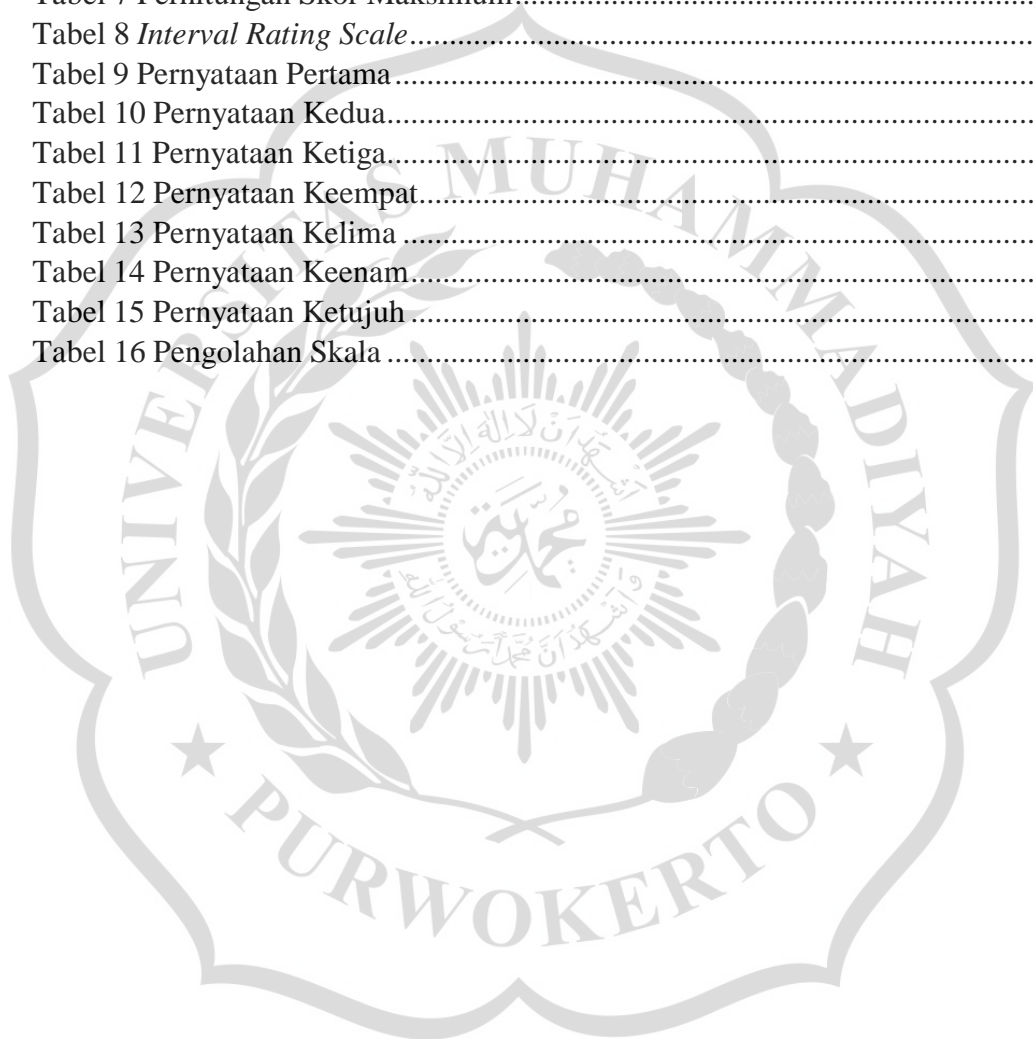 Tabel 8 Interval Rating Scale
Tabel 9 Pernyataan Pertama
Tabel 10 Pernyataan Kedua
Tabel 11 Pernyataan Ketiga
Tabel 12 Pernyataan Keempat
Tabel 13 Pernyataan Kelima
Tabel 14 Pernyataan Keenam
Tabel 15 Pernyataan Ketujuh
Tabel 16 Pengolahan Skala
UNIVERSITAS MUHAMMADIYAH
PURWOKERTO